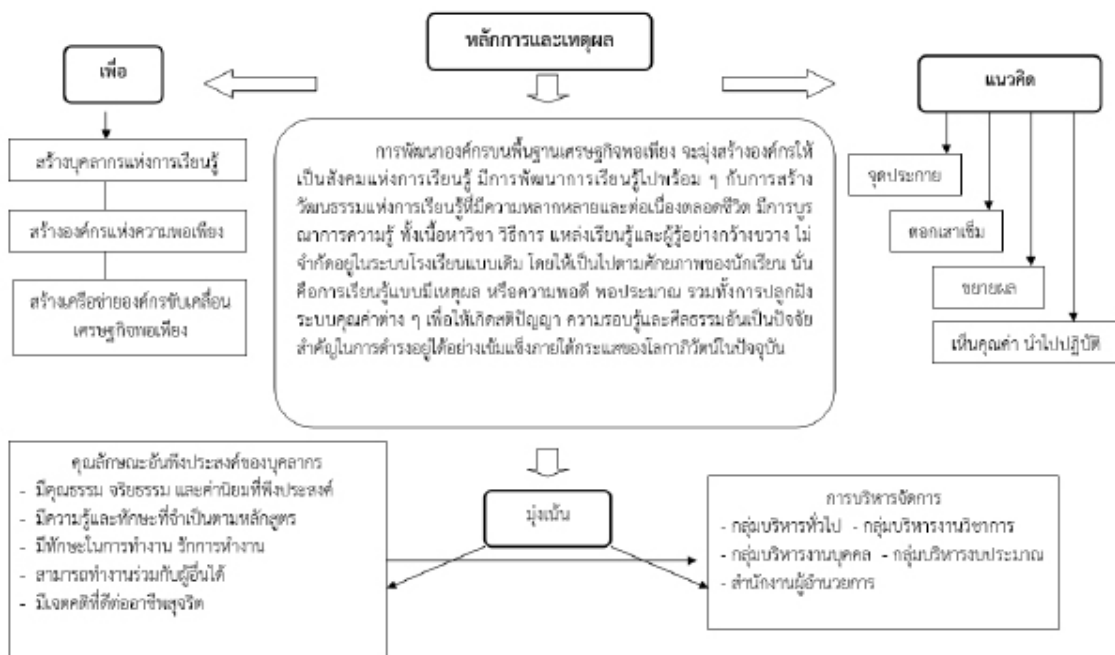 หลักการและเหตุผล
เพื่อ
สร้างบุคลากรแห่งการเรียนรู้
สร้างองค์กรแห่งความพอเพียง
สร้างเครือข่ายองค์กรขับเคลื่อน
เศรษฐกิจพอเพียง
การพัฒนาองค์กรบนพื้นฐานเศรษฐกิจพอเพียง จะมุ่งสร้างองค์กรให้
เป็นสังคมแห่งการเรียนรู้ มีการพัฒนาการเรียนรู้ไปพร้อม ๆ กับการสร้าง
วัฒนธรรมแห่งการเรียนรู้ที่มีความหลากหลายและต่อเนื่องตลอดชีวิต มีการบูร
ณาการความรู้ ทั้งเนื้อหาวิชา วิธีการ แหล่งเรียนรู้และผู้รู้อย่างกว้างขวาง ไม่
จำกัดอยู่ในระบบโรงเรียนแบบเดิม โดยให้เป็นไปตามศักยภาพของนักเรียน นั่น
คือการเรียนรู้แบบมีเหตุผล หรือความพอดี พอประมาณ รวมทั้งการปลูกฝัง
ระบบคุณค่าต่าง ๆ เพื่อให้เกิดสติปัญญา ความรอบรู้และศีลธรรมอันเป็นปัจจัย
สำคัญในการดำรงอยู่ได้อย่างเข้มแข็งภายใต้กระแสของโลกาภิวัตน์ในปัจจุบัน
แนวคิด
จุดประกาย
ตอกเสาเข็ม
ขยายผล
เห็นคุณค่า นำไปปฏิบัติ
คุณลักษณะอันพึงประสงค์ของบุคลากร
- มีคุณธรรม จริยธรรม และค่านิยมที่พึงประสงค์
- มีความรู้และทักษะที่จำเป็นตามหลักสูตร
- มีทักษะในการทำงาน รักการทำงาน
- สามารถทำงานร่วมกับผู้อื่นได้
- มีเจตคติที่ดีต่ออาชีพสุจริต
มุ่งเน้น
การบริหารจัดการ
- กลุ่มบริหารทั่วไป - กลุ่มบริหารงานวิชาการ
- กลุ่มบริหารงานบุคคล - กลุ่มบริหารงบประมาณ
- สำนักงานผู้อำนวยการ